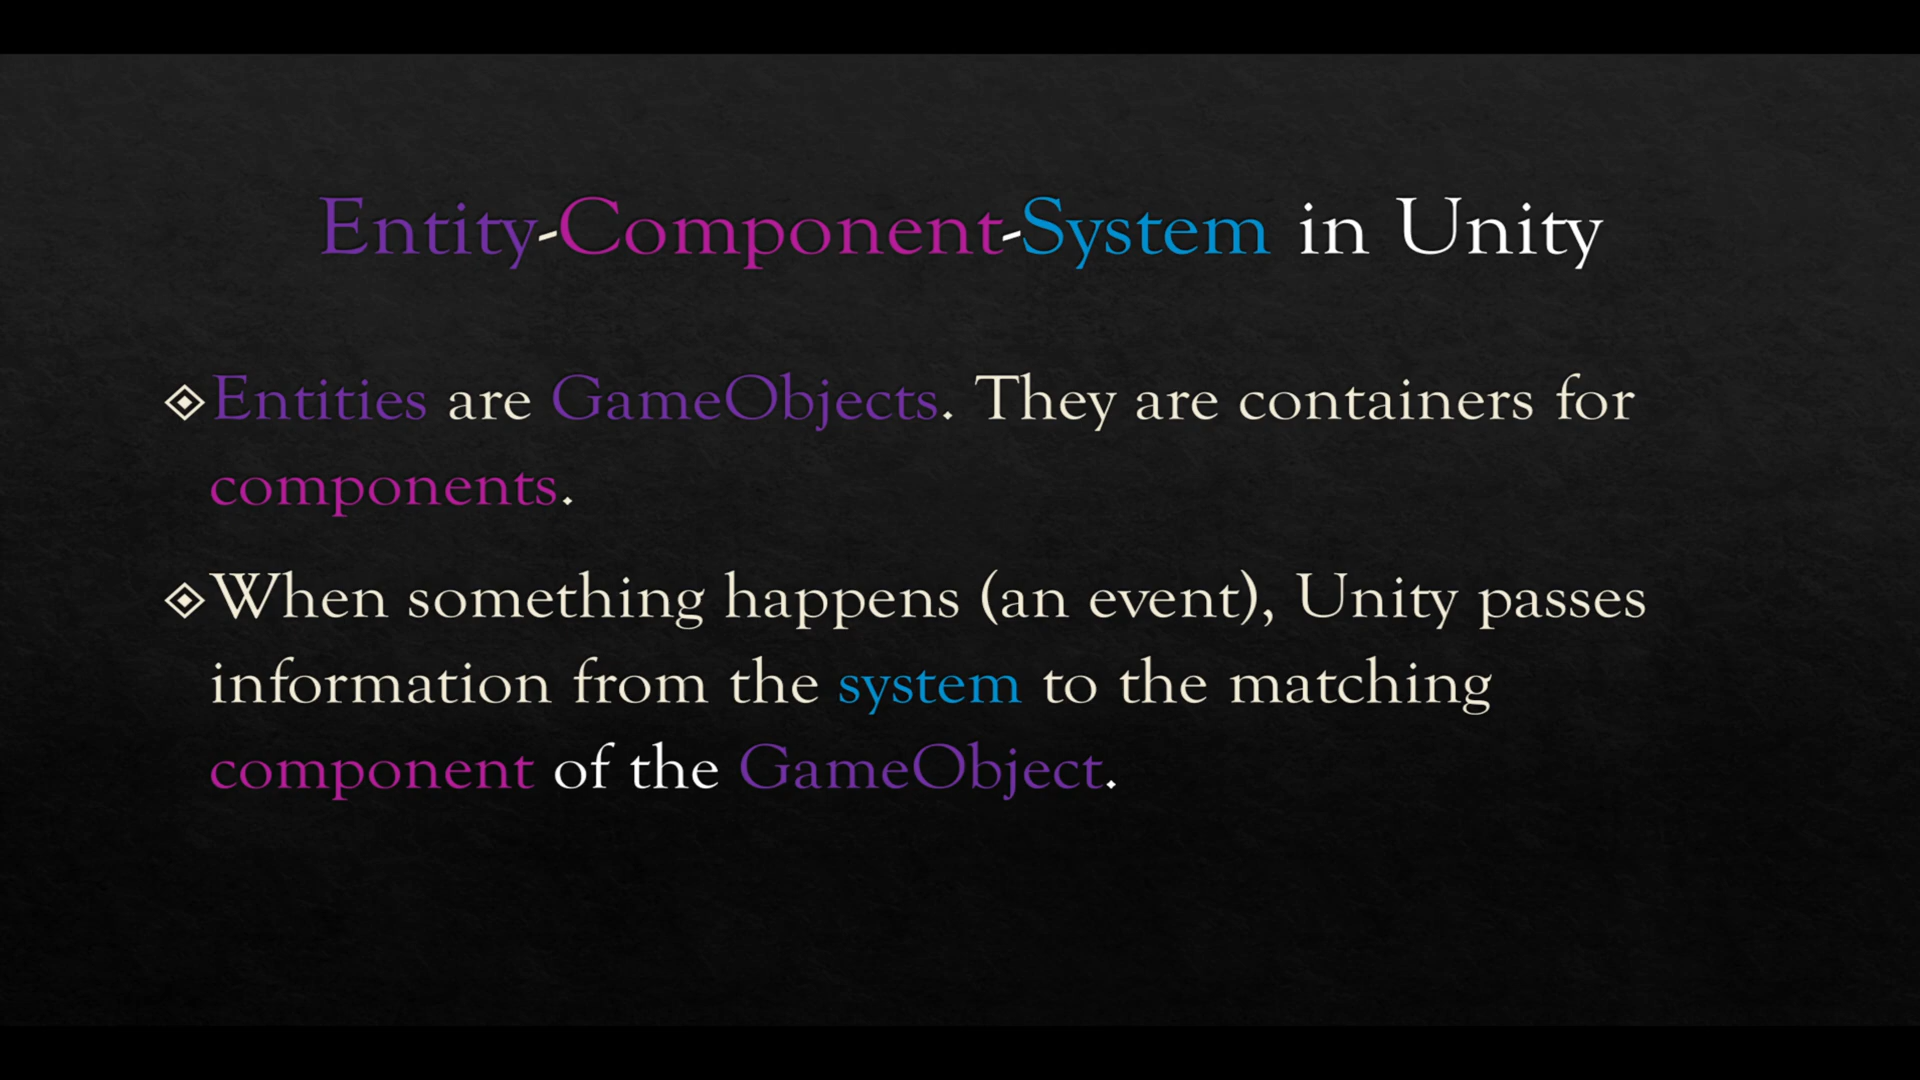 Entity-Component-System in Unity
Entities are GameObjects. They are containers for
components.
When something happens (an event), Unity passes
information from the system to the matching
component of the GameObject.